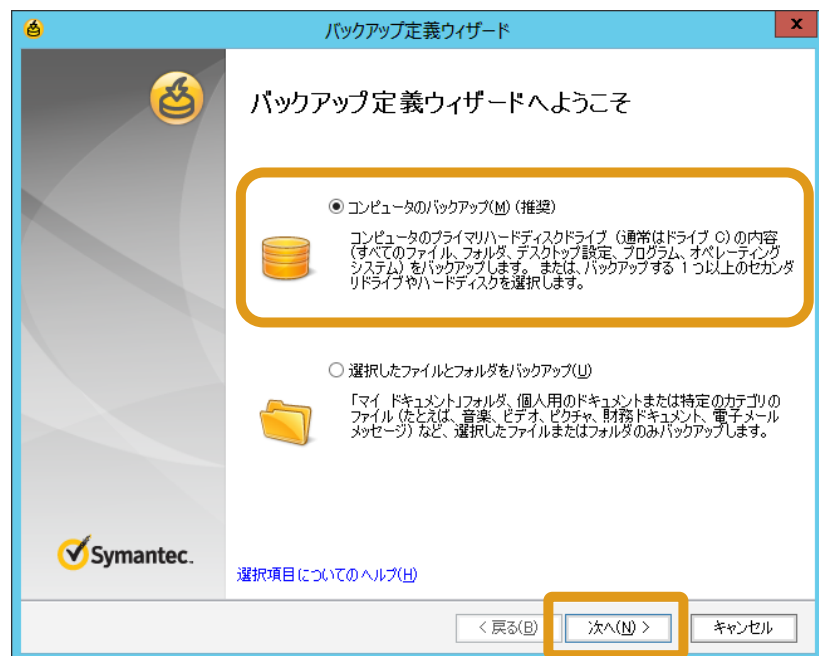 バックアップ定義ウィザード
x
バックアップ定義ウィザードへようこそ
コンピュータのバックアップ(M) (推奨)
コンピュータのプライマリハードディスクドライブ (通常はドライブ C) の内容
(すべてのファイル、フォルダ、デスクトップ設定、プログラム、オペレーティング
システム) をバックアップします。 または、バックアップする 1 つ以上のセカンダ
リドライブやハードディスクを選択します。
選択したファイルとフォルダをバックアップ(U)
「マイ ドキュメント」フォルダ、個人用のドキュメントまたは特定のカテゴリの
ファイル (たとえば、音楽、ビデオ、ピクチャ、財務ドキュメント、電子メール
メッセージ) など、選択したファイルまたはフォルダのみバックアップします。
Symantec.
選択項目についてのヘルプ(H)
< 戻る(B) 次へ(N) > キャンセル